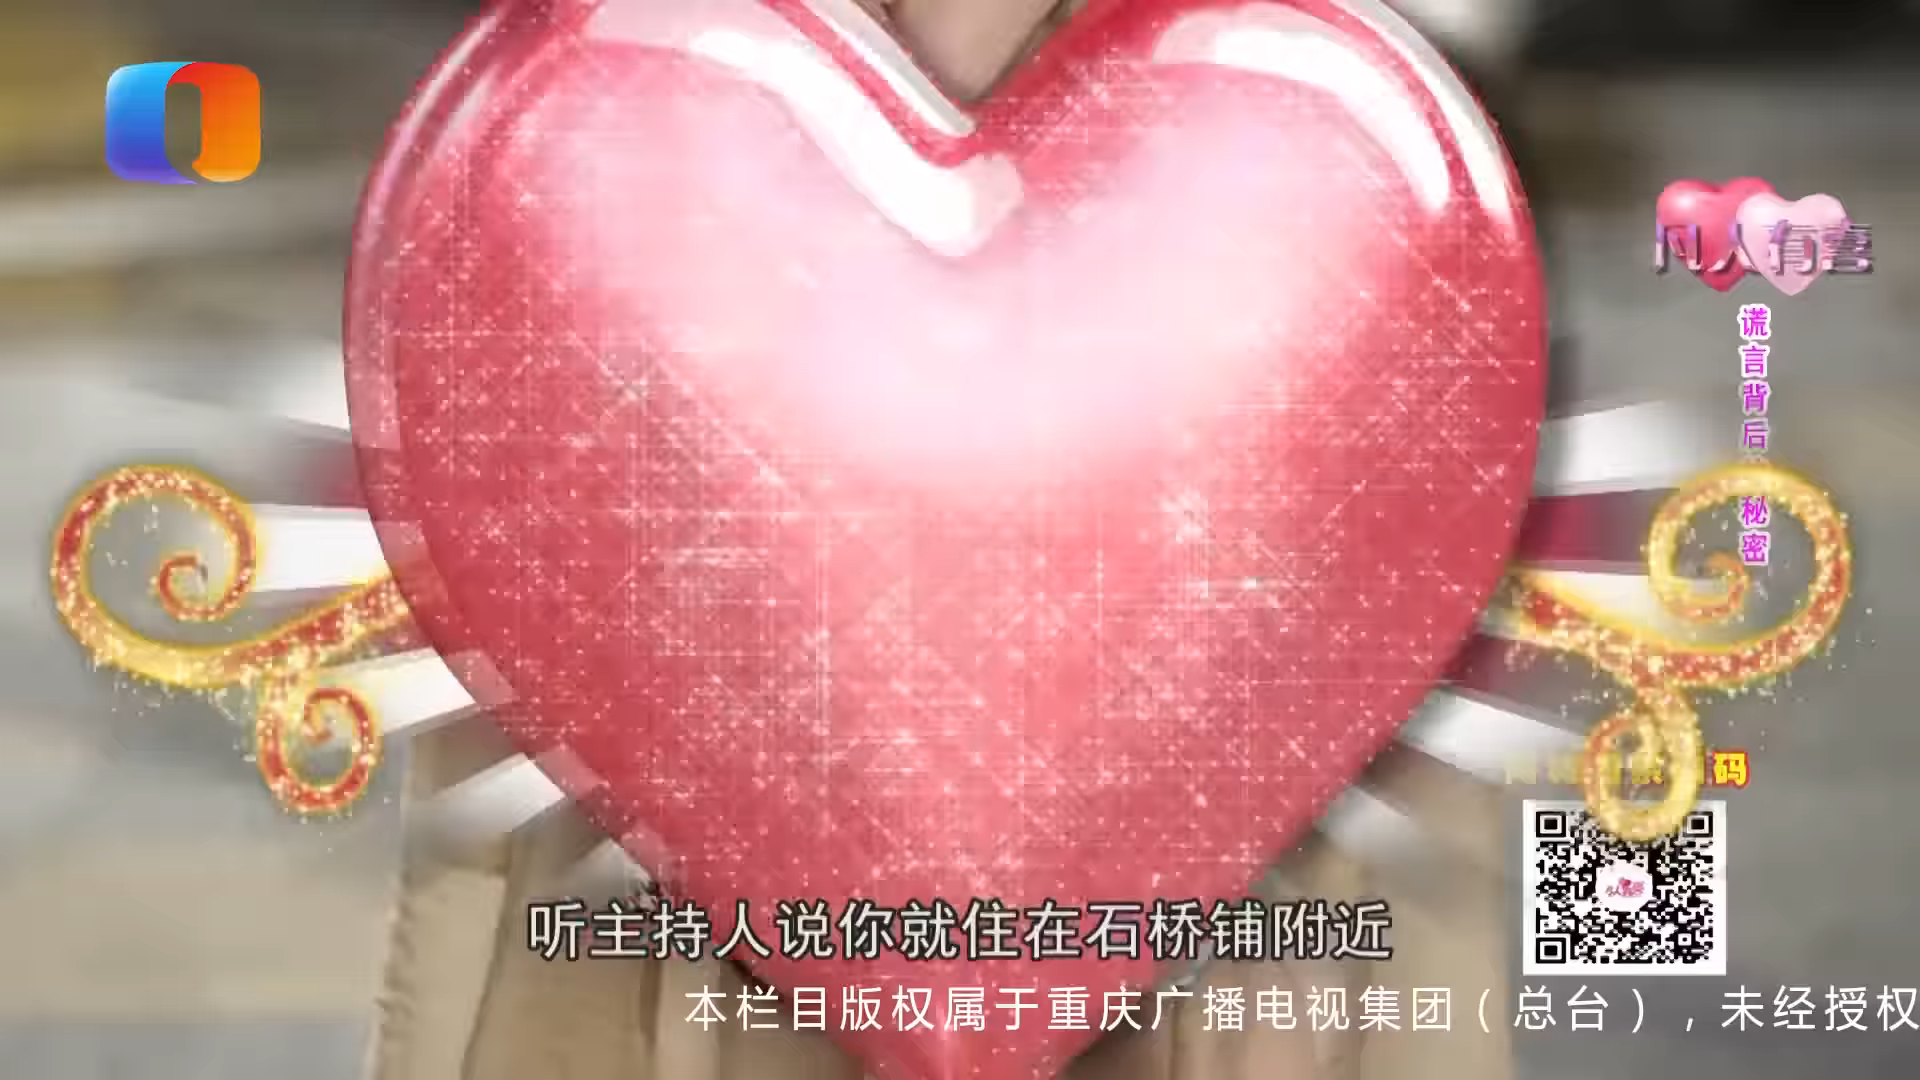 凡人有喜
谎言背后
秘密
码
听主持人说你就住在石桥铺附近
本栏目版权属于重庆广播电视集团（总台），未经授权